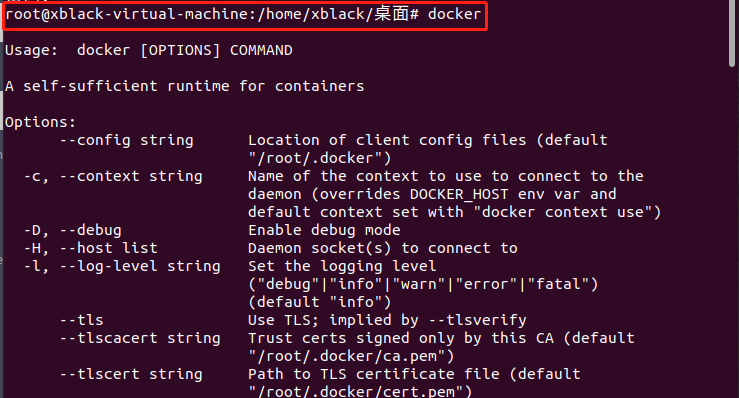 root@xblack-virtual-machine:/home/xblack/桌面# docker
Usage:  docker [OPTIONS] COMMAND
A self-sufficient runtime for containers
Options:
      --config string      Location of client config files (default
                           "/root/.docker")
  -c, --context string     Name of the context to use to connect to the
                           daemon (overrides DOCKER_HOST env var and
                           default context set with "docker context use")
  -D, --debug              Enable debug mode
  -H, --host list          Daemon socket(s) to connect to
  -l, --log-level string   Set the logging level
                           ("debug"|"info"|"warn"|"error"|"fatal")
                           (default "info")
      --tls                Use TLS; implied by --tlsverify
      --tlscacert string   Trust certs signed only by this CA (default
                           "/root/.docker/ca.pem")
      --tlscert string     Path to TLS certificate file (default
                           "/root/.docker/cert.pem")